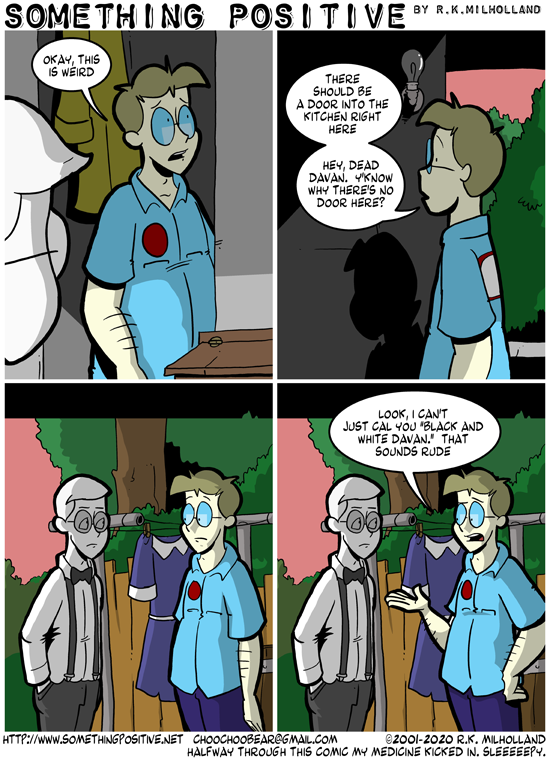 SOMETHING POSITIVE BY R.K.MILHOLLAND
OKAY, THIS
IS WEIRD
THERE
SHOULD BE
A DOOR INTO THE
KITCHEN RIGHT
HERE
HEY, DEAD
DAVAN. Y'KNOW
WHY THERE'S NO
DOOR HERE?
LOOK, I CAN'T
JUST CAL YOU "BLACK AND
WHITE DAVAN." THAT
SOUNDS RUDE
HTTP://WWW.SOMETHINGPOSITIVE.NET CHOOCHOOBEAR@GMAIL.COM ©2001-2020 R.K. MILHOLLAND
HALFWAY THROUGH THIS COMIC MY MEDICINE KICKED IN. SLEEEEEPY.